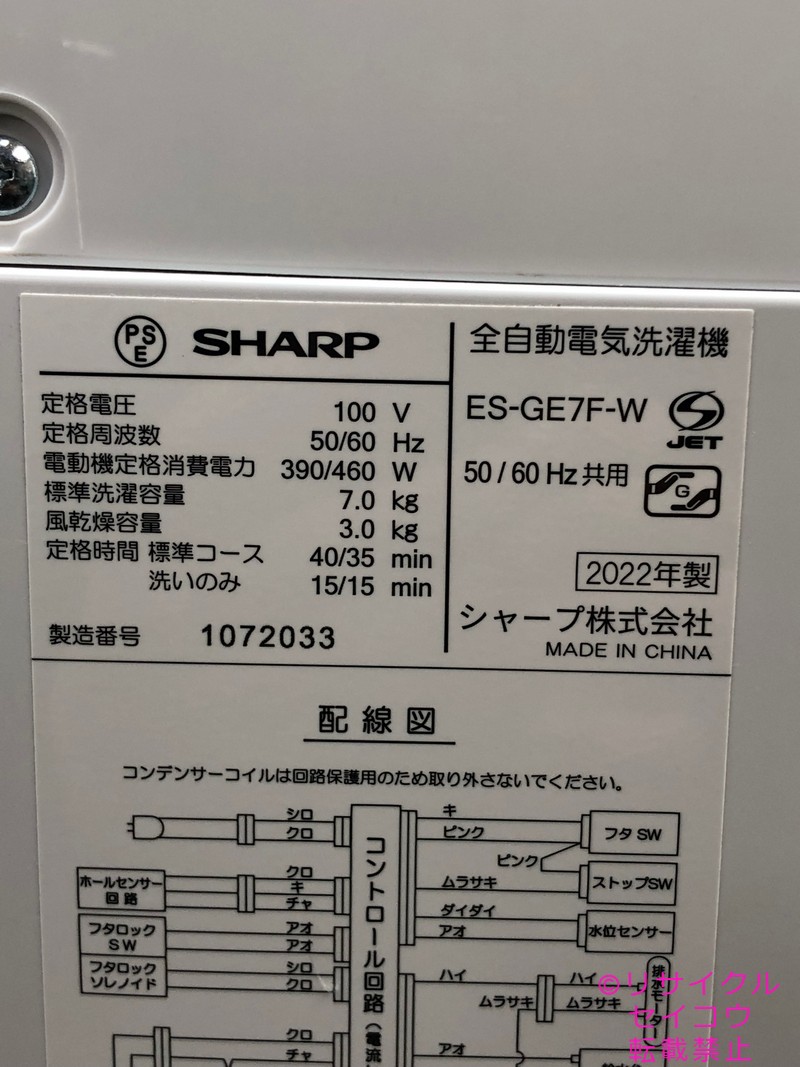 PSE SHARP
定格電圧 100 V
定格周波数 50/60 Hz
電動機定格消費電力 390/460 W
標準洗濯容量 7.0 kg
風乾燥容量 3.0 kg
定格時間 標準コース 40/35 min
洗いのみ 15/15 min
製造番号 1072033
全自動電気洗濯機
ES-GE7F-W JET
50/60 Hz 共用 G
2022年製
シャープ株式会社
MADE IN CHINA
配線図
コンデンサーコイルは回路保護用のため取り外さないでください。
シロ
クロ
ホールセンサー
回路
クロ
キ
チャ
フタロック
SW
アオ
アオ
フタロック
ソレノイド
シロ
クロ
クロ
チャ
コントロール回路(電流
キ
ピンク
フタSW
ピンク
ムラサキ
ストップSW
ダイダイ
アオ
水位センサー
ハイ
ムラサキ
ハイ
ムラサキ
排水モーター
アオ
©リサイクル
セイコウ
転載禁止